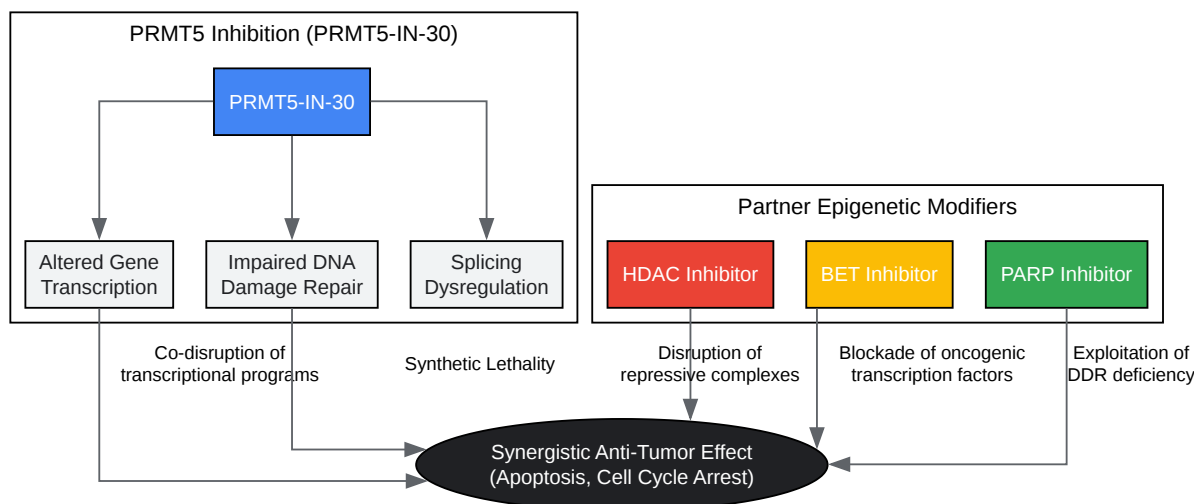 PRMT5 Inhibition (PRMT5-IN-30)
PRMT5-IN-30
Altered Gene
Transcription
Impaired DNA
Damage Repair
Splicing
Dysregulation
Partner Epigenetic Modifiers
HDAC Inhibitor
BET Inhibitor
PARP Inhibitor
Co-disruption of
transcriptional programs
Synthetic Lethality
Disruption of
repressive complexes
Blockade of oncogenic
transcription factors
Exploitation of
DDR deficiency
Synergistic Anti-Tumor Effect
(Apoptosis, Cell Cycle Arrest)